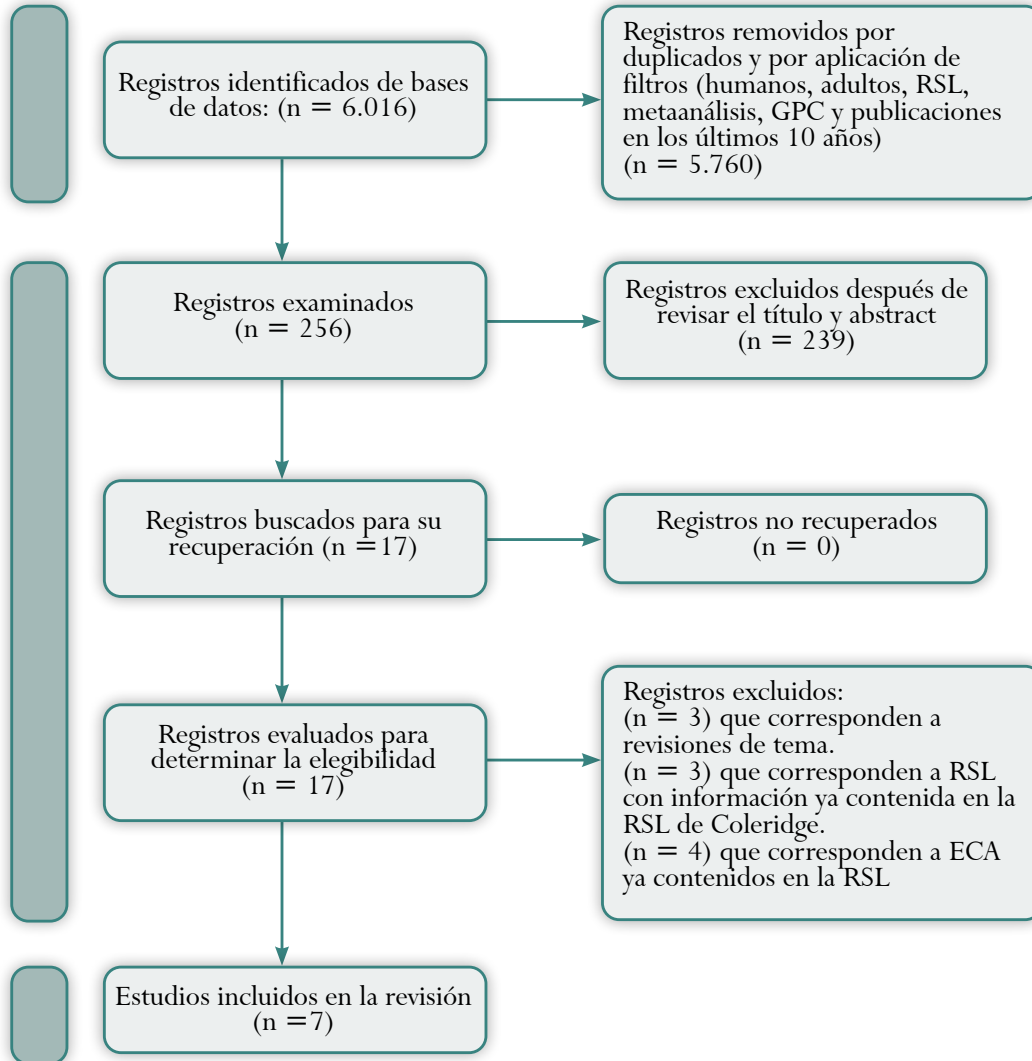 Registros identificados de bases
de datos: (n = 6.016)
Registros removidos por
duplicados y por aplicación de
filtros (humanos, adultos, RSL,
metaanálisis, GPC y publicaciones
en los últimos 10 años)
(n = 5.760)
Registros examinados
(n = 256)
Registros excluidos después de
revisar el título y abstract
(n = 239)
Registros buscados para su
recuperación (n =17)
Registros no recuperados
(n = 0)
Registros evaluados para
determinar la elegibilidad
(n = 17)
Registros excluidos:
(n = 3) que corresponden a
revisiones de tema.
(n = 3) que corresponden a RSL
con información ya contenida en la
RSL de Coleridge.
(n = 4) que corresponden a ECA
ya contenidos en la RSL
Estudios incluidos en la revisión
(n =7)